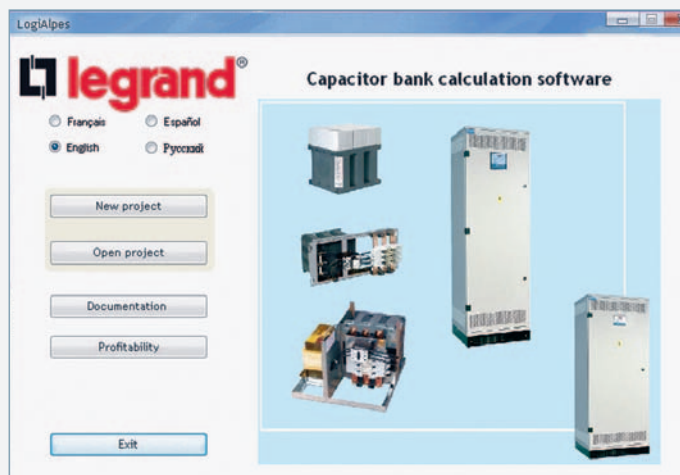 LogiAlpes
legrand®
Capacitor bank calculation software
Français
Español
English
Русский
New project
Open project
Documentation
Profitability
Exit